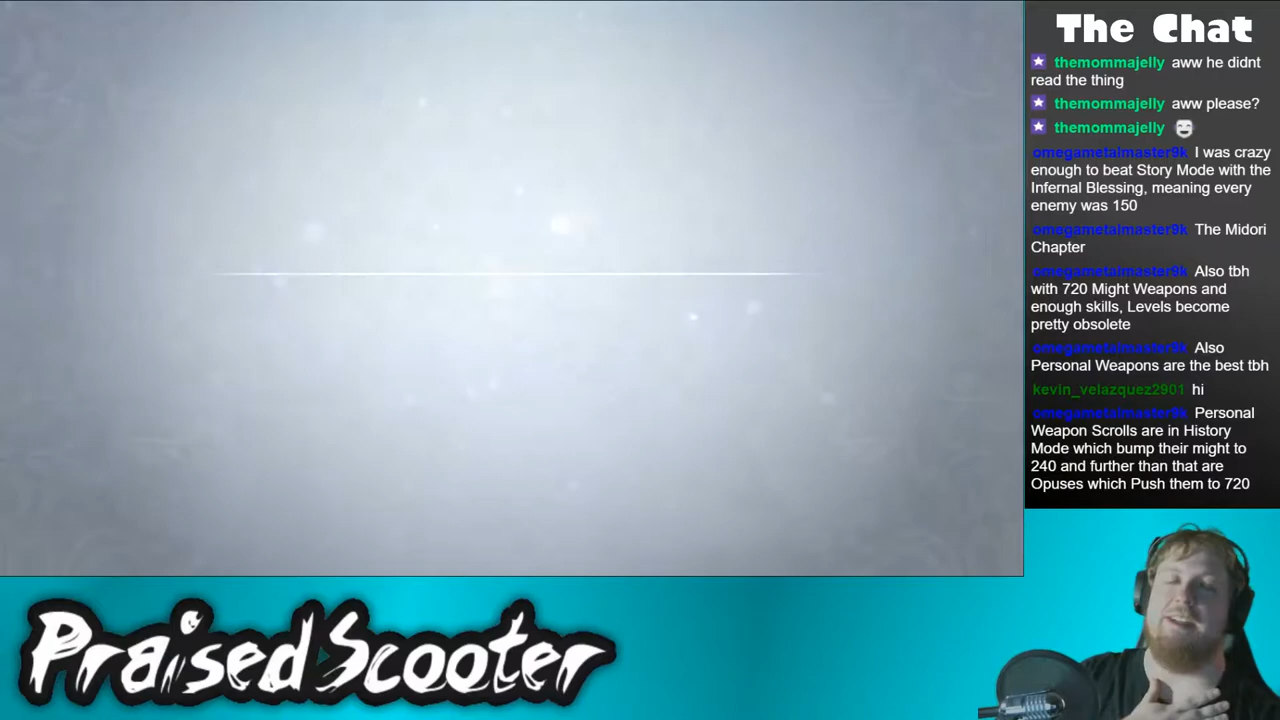 The Chat
themommajelly aww he didnt
read the thing
themommajelly aww please?
themommajelly
omegametalmaster9k I was crazy
enough to beat Story Mode with the
Infernal Blessing, meaning every
enemy was 150
omegametalmaster9k The Midori
Chapter
omegametalmaster9k Also tbh
with 720 Might Weapons and
enough skills, Levels become
pretty obsolete
omegametalmaster9k Also
Personal Weapons are the best tbh
kevin_velazquez2901 hi
omegametalmaster9k Personal
Weapon Scrolls are in History
Mode which bump their might to
240 and further than that are
Opuses which Push them to 720
PraisedScooter